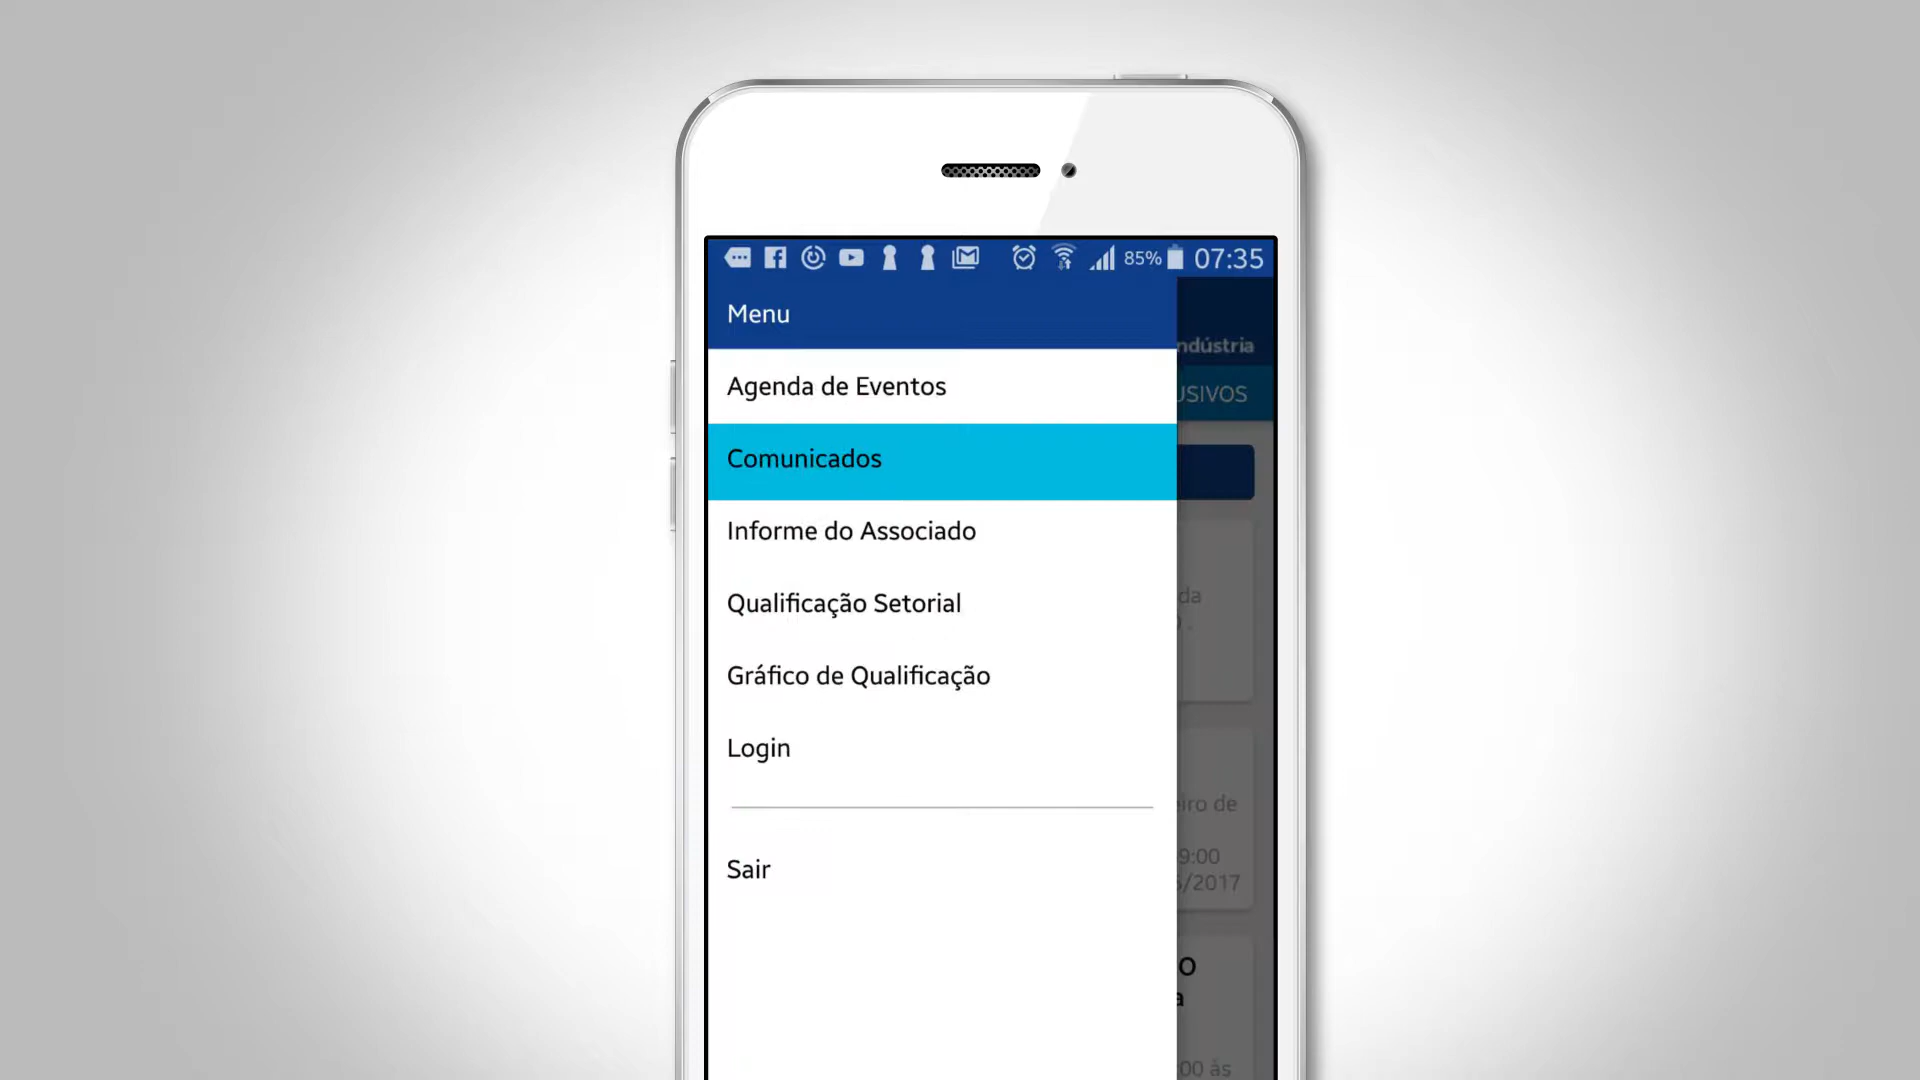 85% 07:35
Menu
ndústria
Agenda de Eventos
USIVOS
Comunicados
Informe do Associado
Qualificação Setorial
da
Gráfico de Qualificação
Login
eiro de
9:00
/2017
Sair
O
a
:00 às